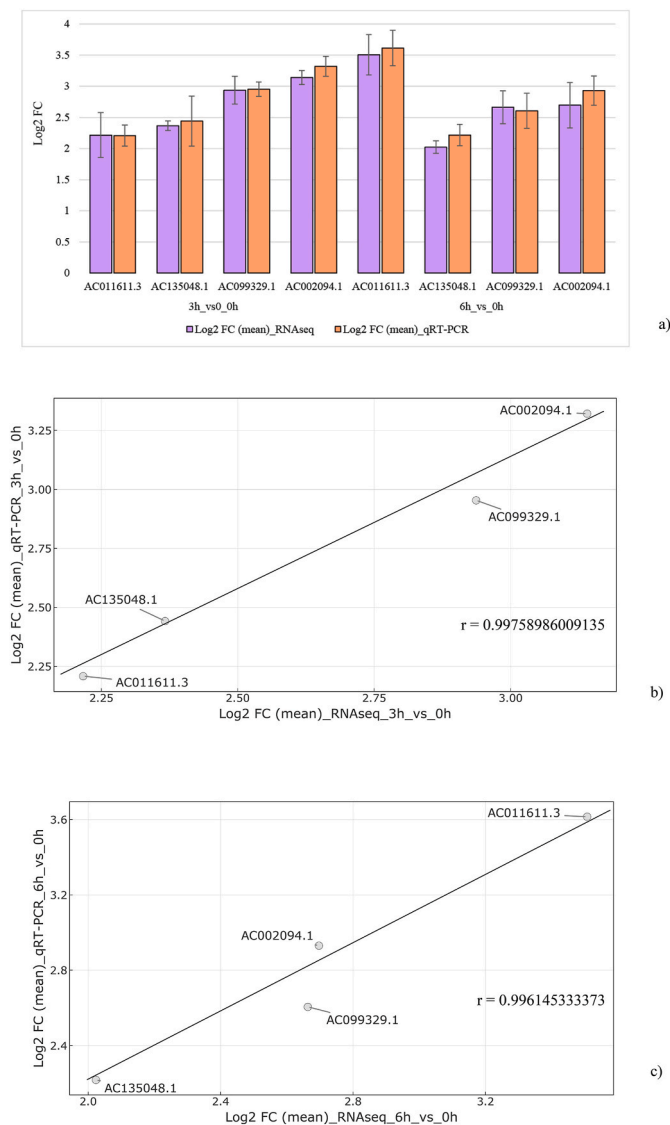 4
3.5
3
2.5
2
1.5
1
0.5
0
Log2 FC
AC011611.3 AC135048.1 AC099329.1 AC002094.1 AC011611.3 AC135048.1 AC099329.1 AC002094.1
3h_vs0_0h 6h_vs_0h
Log2 FC (mean)_RNAseq Log2 FC (mean)_qRT-PCR
a)
Log2 FC (mean)_qRT-PCR_3h_vs_0h
3.25
3.00
2.75
2.50
2.25
AC002094.1
AC099329.1
AC135048.1
r = 0.99758986009135
AC011611.3
2.25 2.50 2.75 3.00
Log2 FC (mean)_RNAseq_3h_vs_0h
b)
Log2 FC (mean)_qRT-PCR_6h_vs_0h
3.6
3.2
2.8
2.4
AC011611.3
AC002094.1
r = 0.996145333373
AC099329.1
AC135048.1
2.0 2.4 2.8 3.2
Log2 FC (mean)_RNAseq_6h_vs_0h
c)